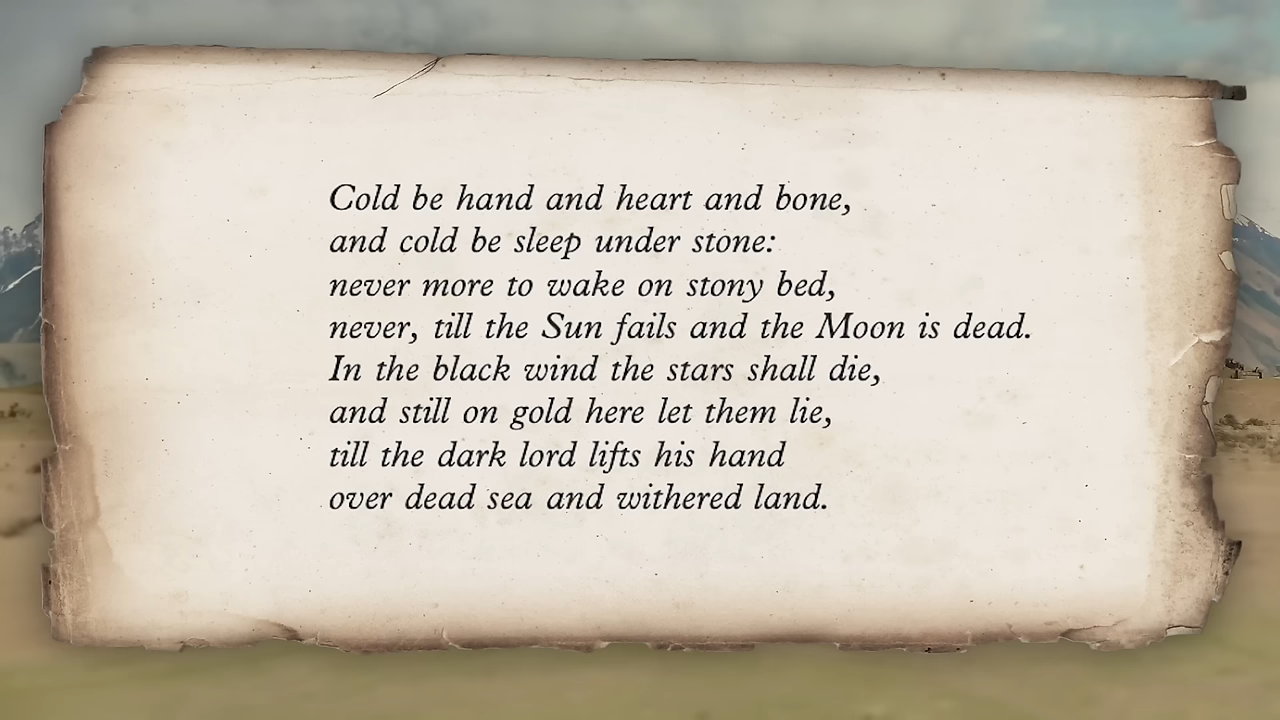 Cold be hand and heart and bone,
and cold be sleep under stone:
never more to wake on stony bed,
never, till the Sun fails and the Moon is dead.
In the black wind the stars shall die,
and still on gold here let them lie,
till the dark lord lifts his hand
over dead sea and withered land.